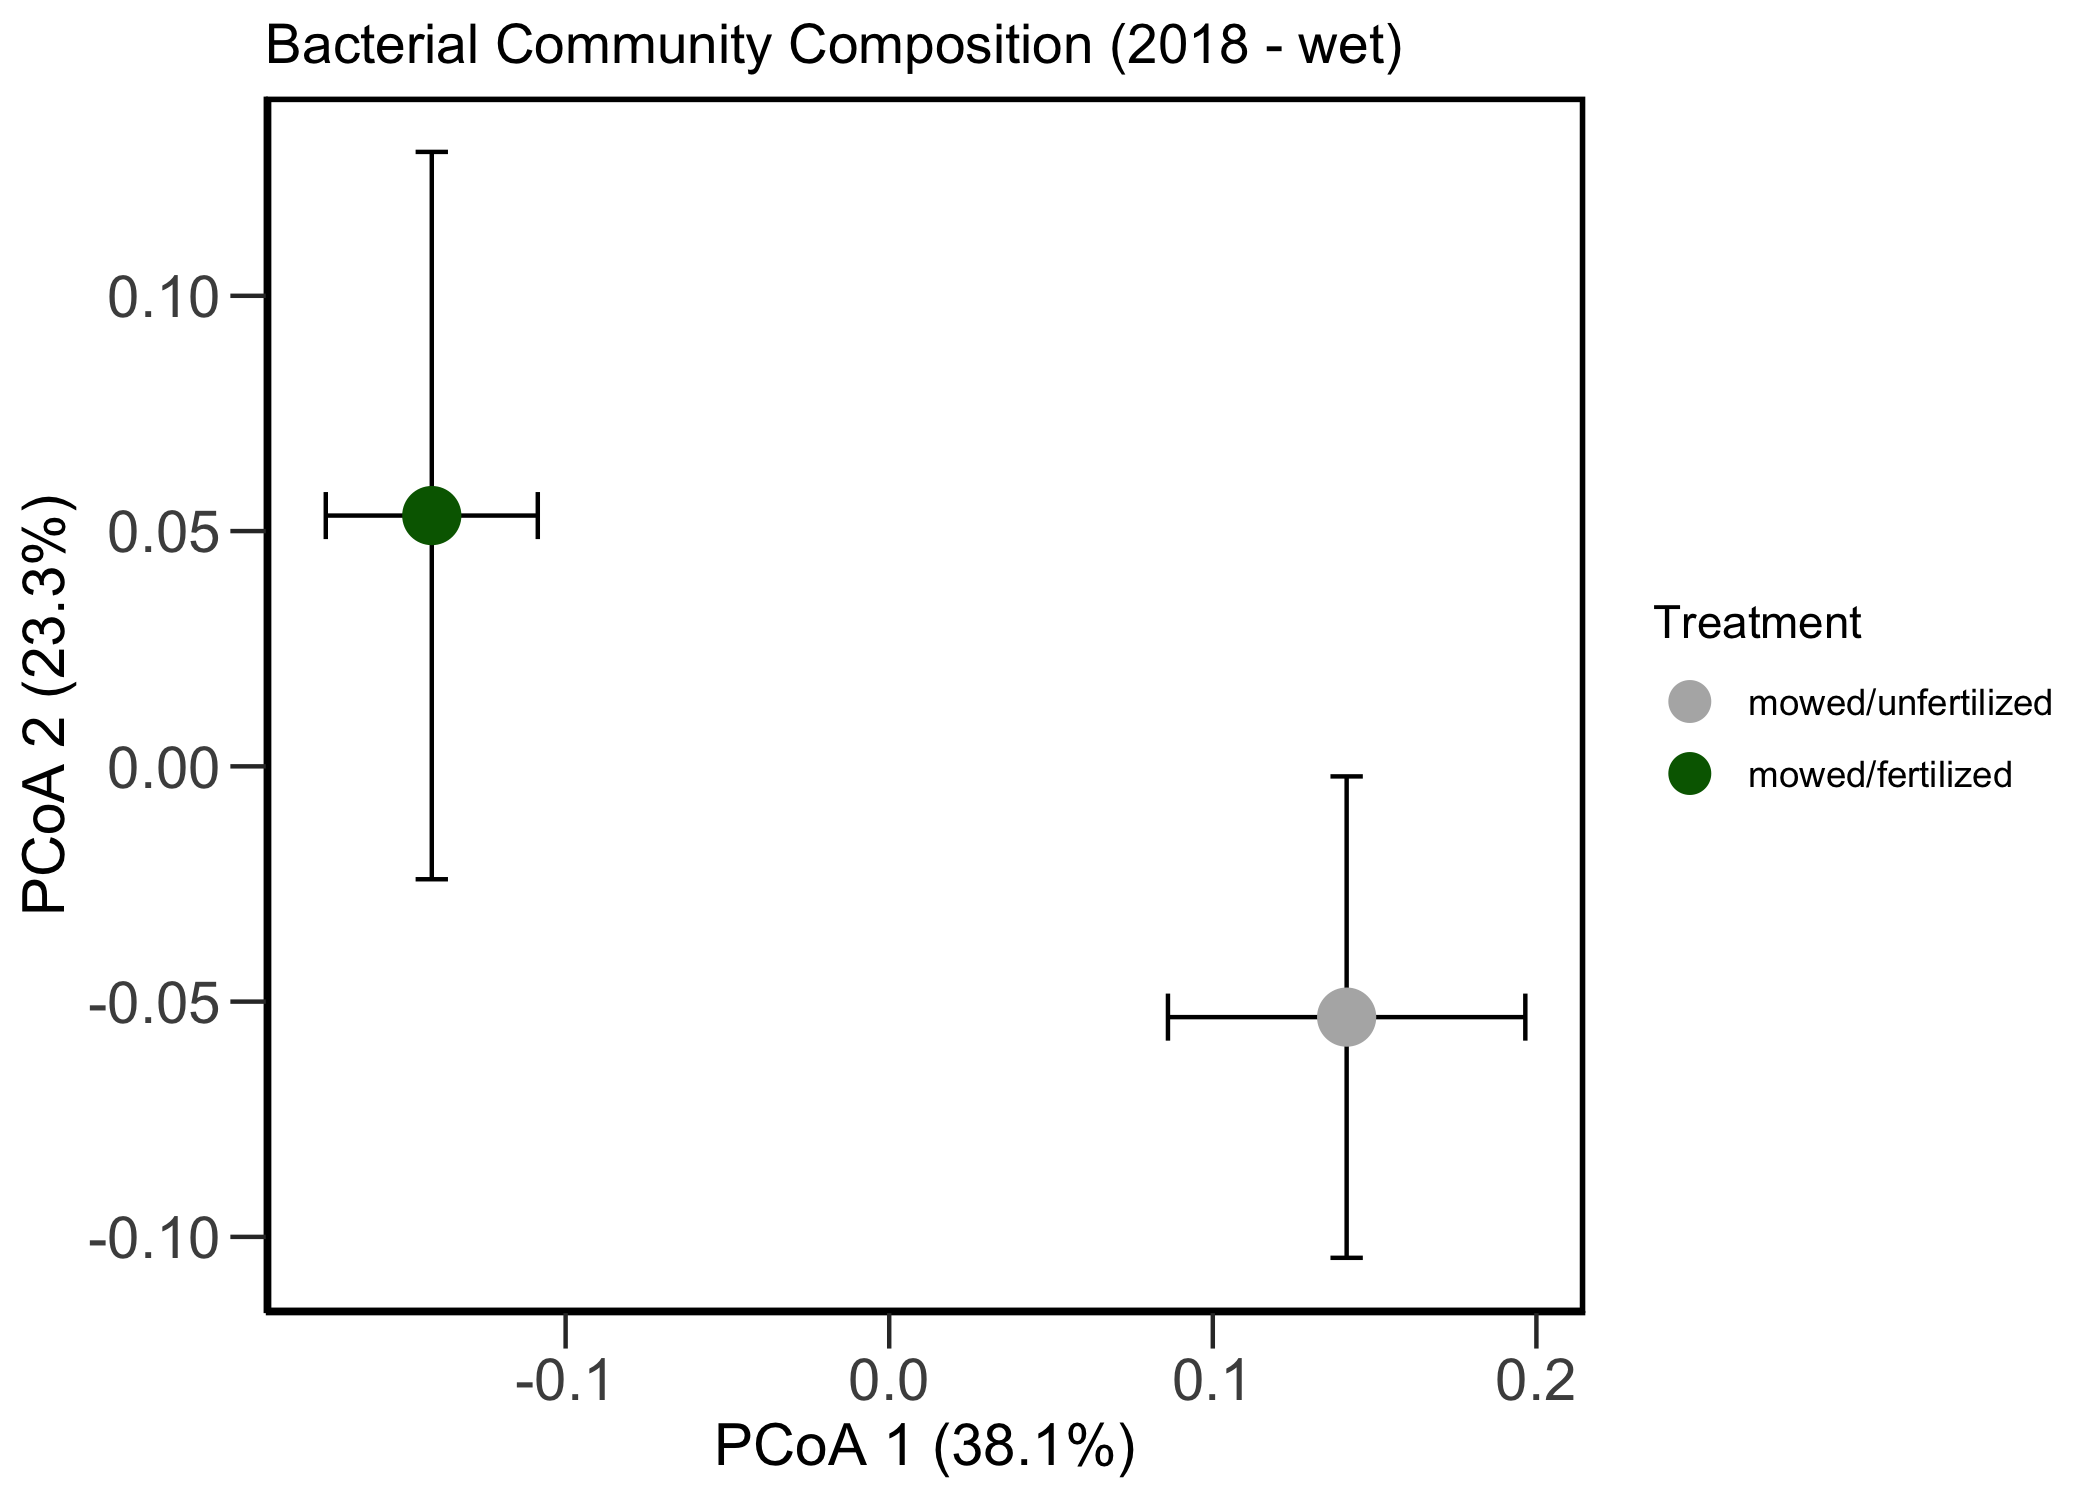 Bacterial Community Composition (2018 - wet)
PCoA 2 (23.3%)
0.10
0.05
0.00
-0.05
-0.10
-0.1 0.0 0.1 0.2
PCoA 1 (38.1%)
Treatment
mowed/unfertilized
mowed/fertilized